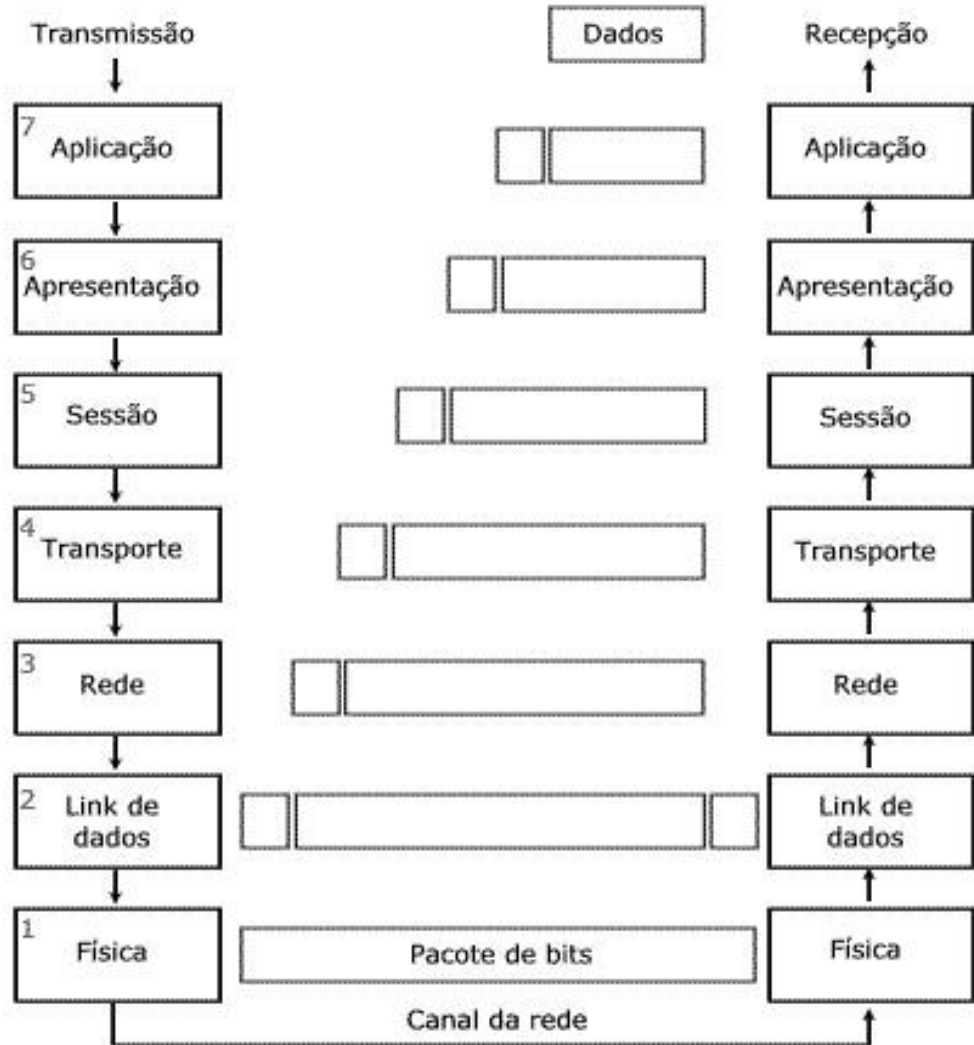 Transmissão
Dados
Recepção
7
Aplicação
Aplicação
6
Apresentação
Apresentação
5
Sessão
Sessão
4
Transporte
Transporte
3
Rede
Rede
2
Link de
dados
Link de
dados
1
Física
Pacote de bits
Física
Canal da rede